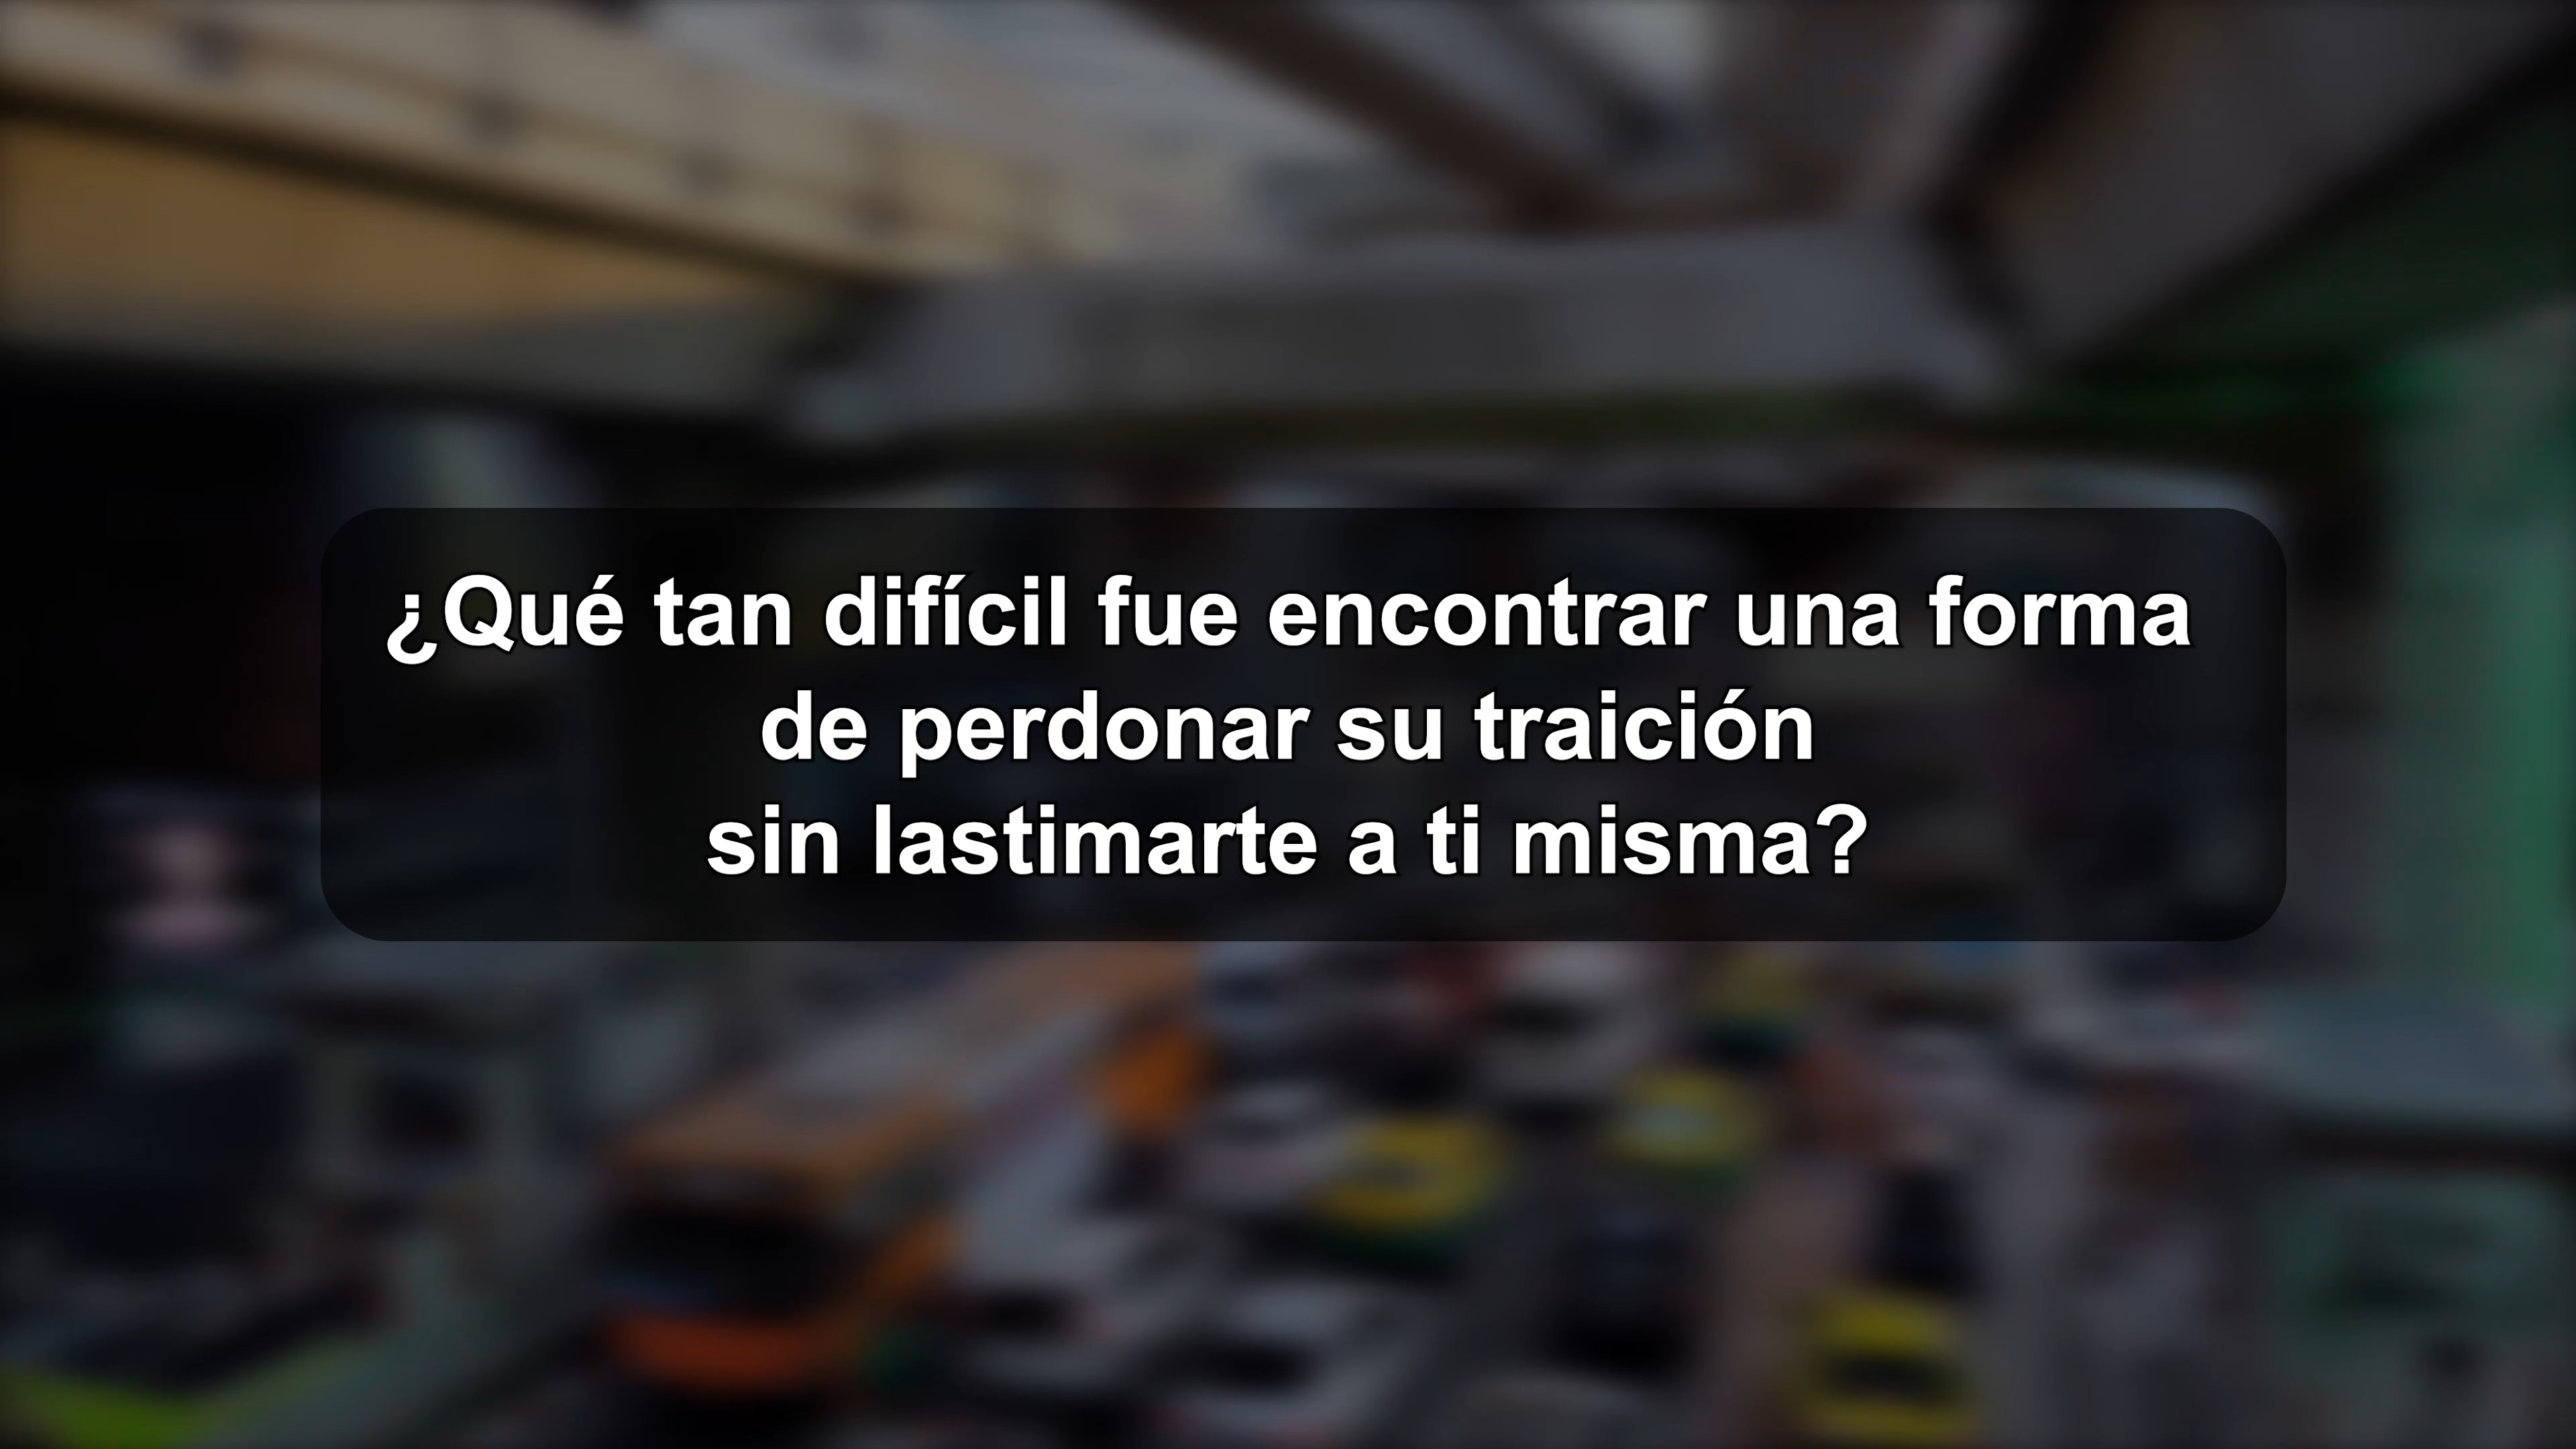 ¿Qué tan difícil fue encontrar una forma
de perdonar su traición
sin lastimarte a ti misma?